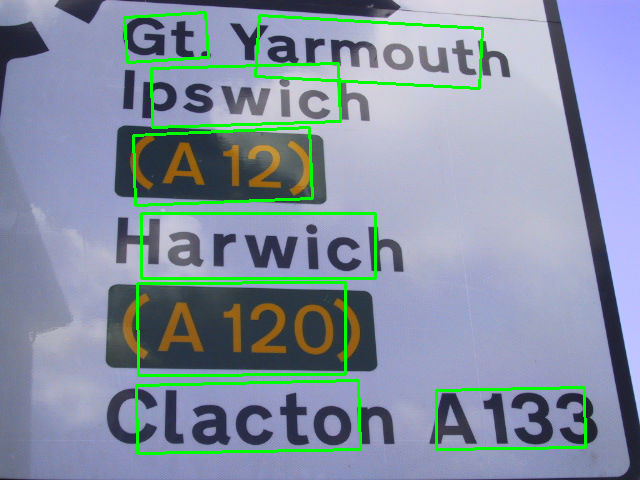 Gt. Yarmouth
Ipswich
(A 12)
Harwich
(A 120)
Clacton A133